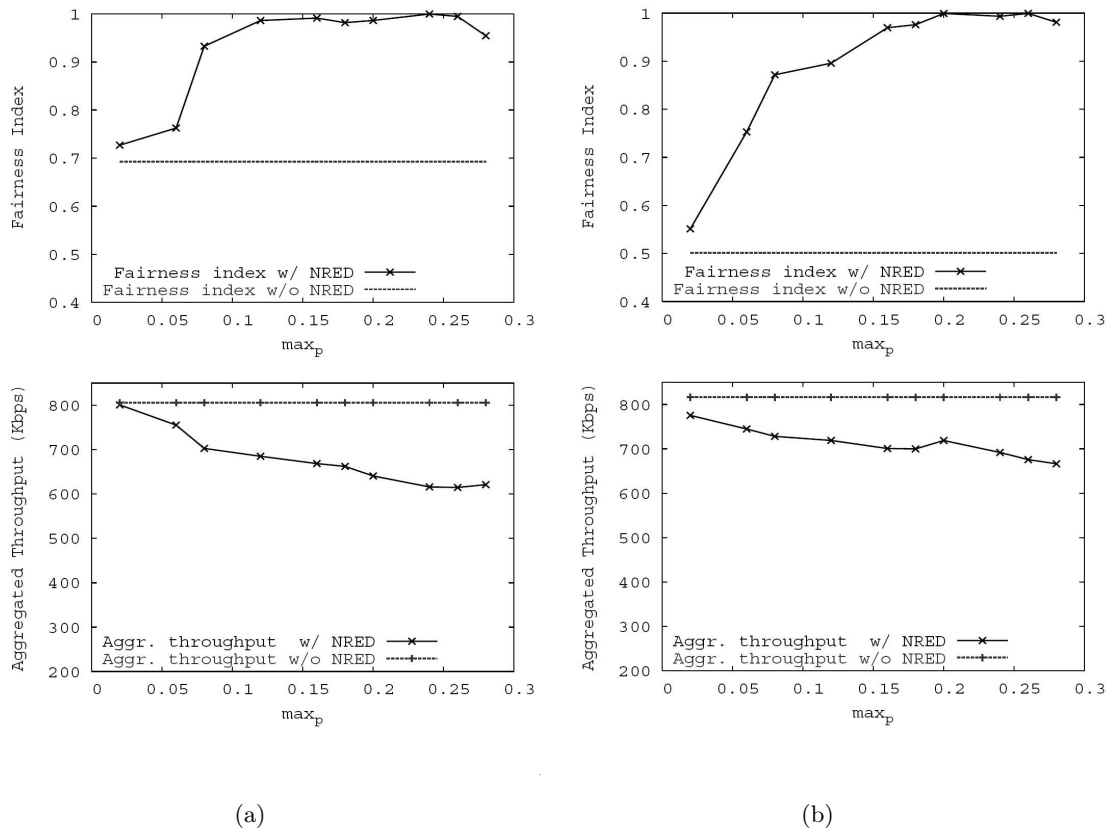 1
0.9
0.8
0.7
0.6
0.5
0.4
Fairness Index
Fairness index w/ NRED
Fairness index w/o NRED
0 0.05 0.1 0.15 0.2 0.25 0.3
max_p
1
0.9
0.8
0.7
0.6
0.5
0.4
Fairness Index
Fairness index w/ NRED
Fairness index w/o NRED
0 0.05 0.1 0.15 0.2 0.25 0.3
max_p
800
700
600
500
400
300
200
Aggregated Throughput (Kbps)
Aggr. throughput w/ NRED
Aggr. throughput w/o NRED
0 0.05 0.1 0.15 0.2 0.25 0.3
max_p
800
700
600
500
400
300
200
Aggregated Throughput (Kbps)
Aggr. throughput w/ NRED
Aggr. throughput w/o NRED
0 0.05 0.1 0.15 0.2 0.25 0.3
max_p
(a)
(b)